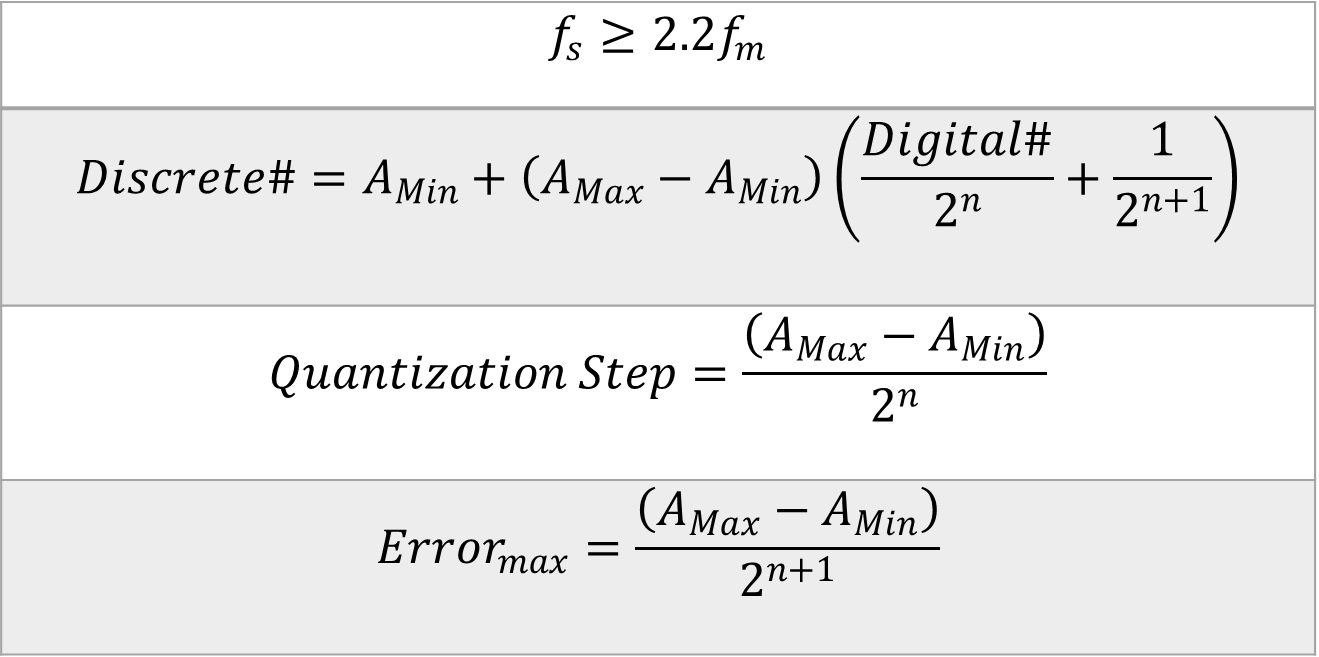 f_s ≥ 2.2f_m
Discrete# = A_Min + (A_Max − A_Min) (Digital#/2^n + 1/2^{n+1})
Quantization Step = (A_Max − A_Min)/2^n
Error_max = (A_Max − A_Min)/2^{n+1}